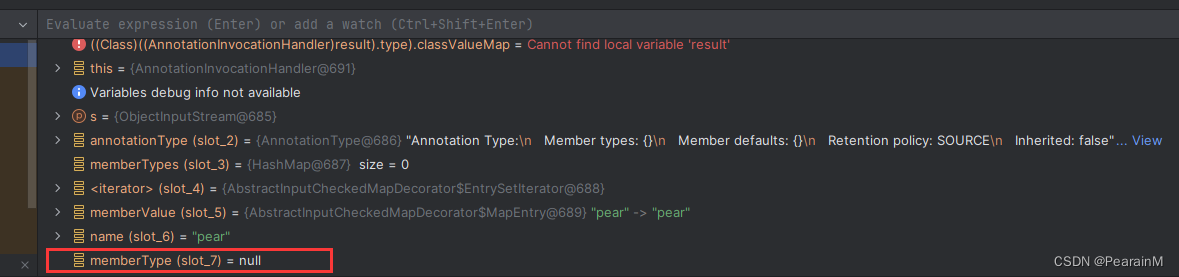 Evaluate expression (Enter) or add a watch (Ctrl+Shift+Enter)
((Class)((AnnotationInvocationHandler)result).type).classValueMap = Cannot find local variable 'result'
this = {AnnotationInvocationHandler@691}
Variables debug info not available
s = {ObjectInputStream@685}
annotationType (slot_2) = {AnnotationType@686} "Annotation Type:\n   Member types: {}\n   Member defaults: {}\n   Retention policy: SOURCE\n   Inherited: false"... View
memberTypes (slot_3) = {HashMap@687}  size = 0
<iterator> (slot_4) = {AbstractInputCheckedMapDecorator$EntrySetIterator@688}
memberValue (slot_5) = {AbstractInputCheckedMapDecorator$MapEntry@689} "pear" -> "pear"
name (slot_6) = "pear"
memberType (slot_7) = null
CSDN @PearainM